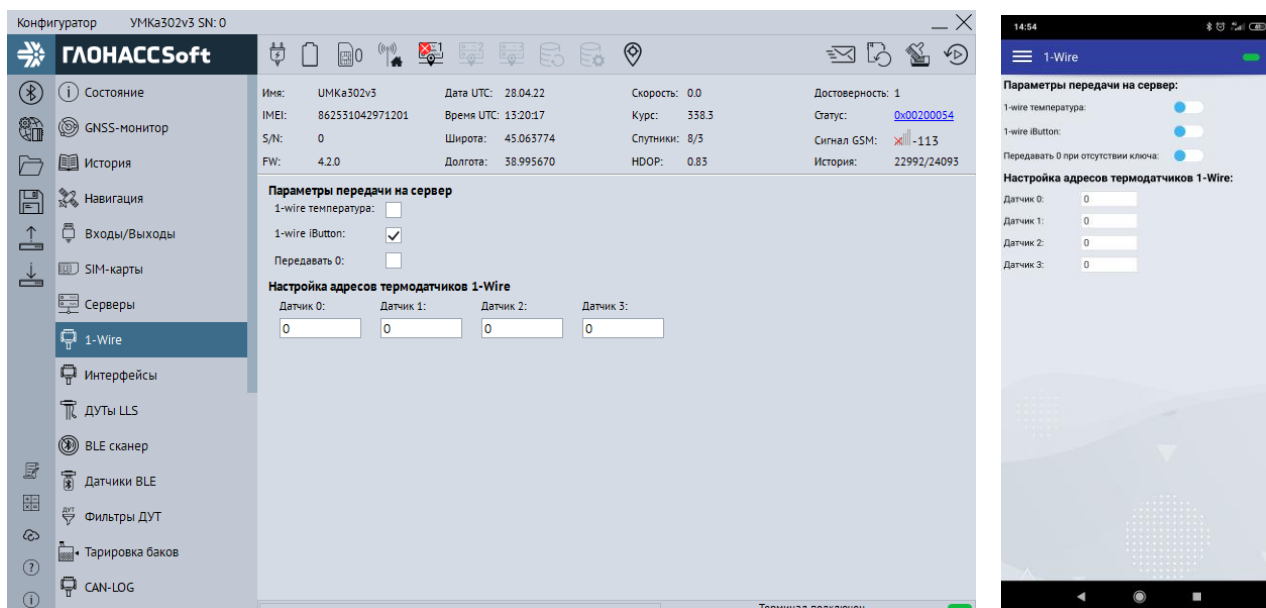 Конфигуратор УМКа302v3 SN: 0
ГЛОНАССSoft
0
Состояние
GNSS-монитор
История
Навигация
Входы/Выходы
SIM-карты
Серверы
1-Wire
Интерфейсы
ДУТы LLS
BLE сканер
Датчики BLE
Фильтры ДУТ
Тарировка баков
CAN-LOG
Имя: UMKa302v3 Дата UTC: 28.04.22 Скорость: 0.0 Достоверность: 1
IMEI: 862531042971201 Время UTC: 13:20:17 Курс: 338.3 Статус: 0x00200054
S/N: 0 Широта: 45.063774 Спутники: 8/3 Сигнал GSM: -113
FW: 4.2.0 Долгота: 38.995670 HDOP: 0.83 История: 22992/24093
Параметры передачи на сервер
1-wire температура:
1-wire iButton:
Передавать 0:
Настройка адресов термодатчиков 1-Wire
Датчик 0: Датчик 1: Датчик 2: Датчик 3:
0 0 0 0
Терминал подключен
14:54
1-Wire
Параметры передачи на сервер:
1-wire температура:
1-wire iButton:
Передавать 0 при отсутствии ключа:
Настройка адресов термодатчиков 1-Wire:
Датчик 0: 0
Датчик 1: 0
Датчик 2: 0
Датчик 3: 0